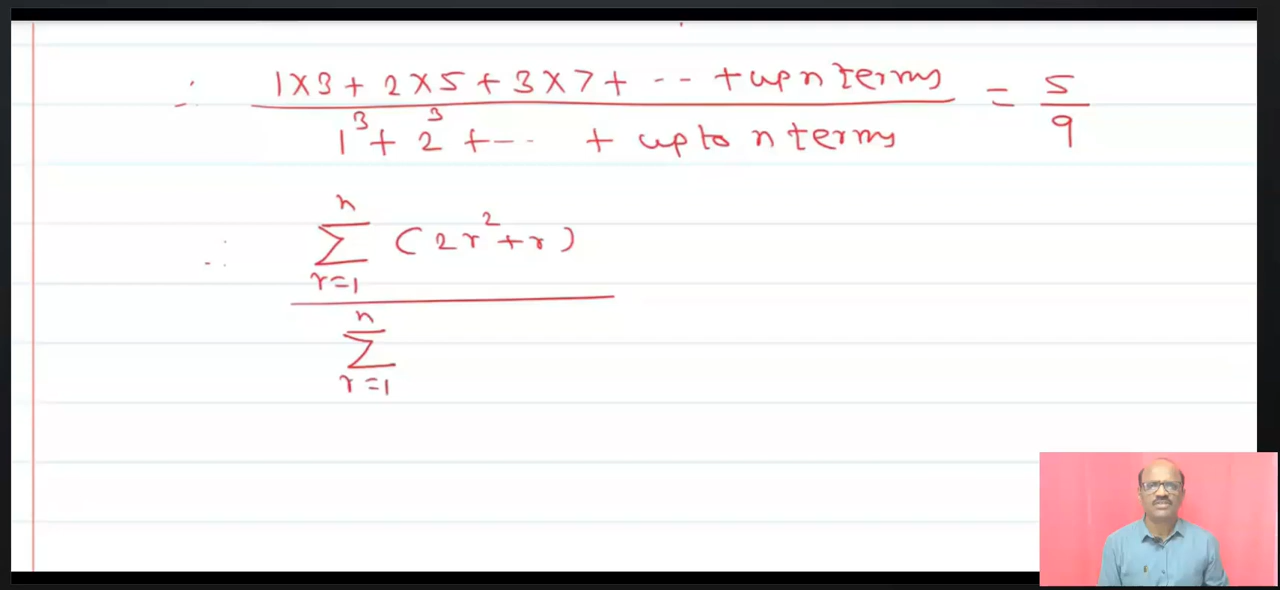 ∴ (1×3 + 2×5 + 3×7 + -- + up n terms) / (1³ + 2³ + --- + up to n terms) = 5/9
∴ Σ_{r=1}^{n} (2r² + r) / Σ_{r=1}^{n}